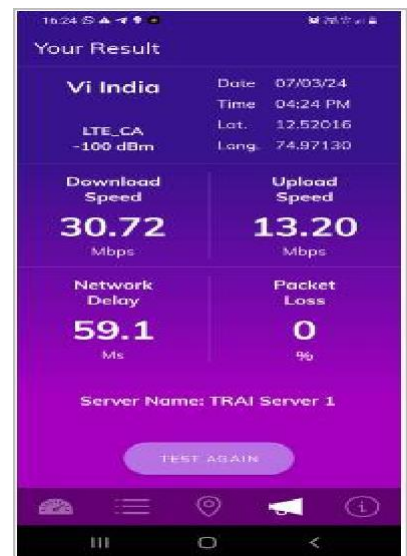 16:24
Your Result
Vi India
Date 07/03/24
Time 04:24 PM
LTE_CA
Lat. 12.52016
-100 dBm
Long. 74.97130
Download Speed
Upload Speed
30.72
13.20
Mbps
Mbps
Network Delay
Packet Loss
59.1
0
Ms
%
Server Name: TRAI Server 1
TEST AGAIN